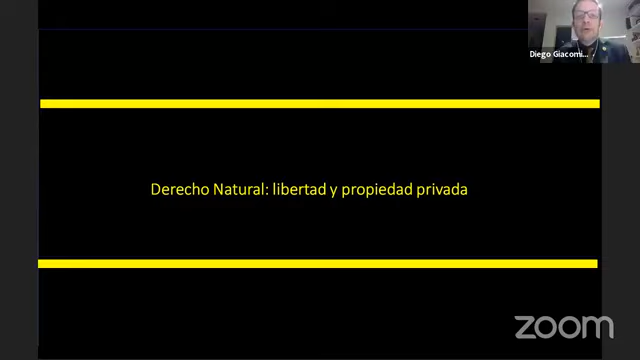 Diego Giacomi...
Derecho Natural: libertad y propiedad privada
zoom